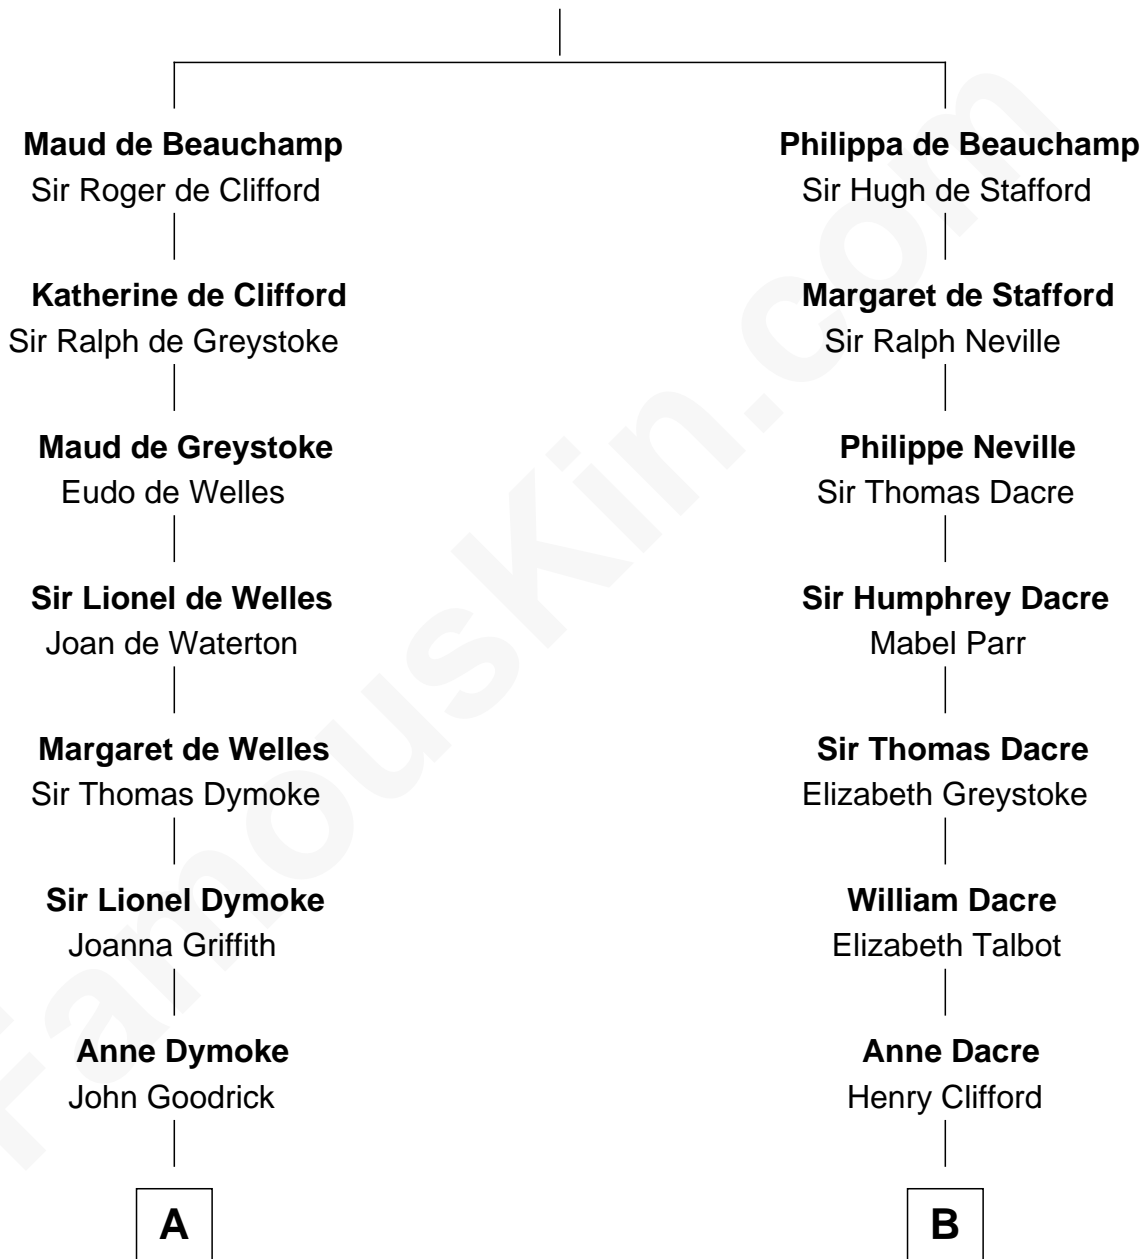 Maud de Beauchamp
Sir Roger de Clifford
Katherine de Clifford
Sir Ralph de Greystoke
Maud de Greystoke
Eudo de Welles
Sir Lionel de Welles
Joan de Waterton
Margaret de Welles
Sir Thomas Dymoke
Sir Lionel Dymoke
Joanna Griffith
Anne Dymoke
John Goodrick
A
Philippa de Beauchamp
Sir Hugh de Stafford
Margaret de Stafford
Sir Ralph Neville
Philippe Neville
Sir Thomas Dacre
Sir Humphrey Dacre
Mabel Parr
Sir Thomas Dacre
Elizabeth Greystoke
William Dacre
Elizabeth Talbot
Anne Dacre
Henry Clifford
B
FamousKin.com